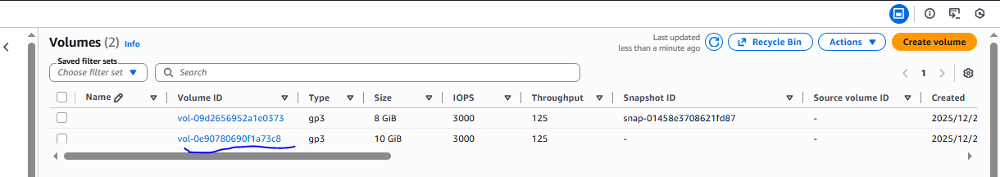 Volumes (2) Info
Last updated
less than a minute ago
Recycle Bin
Actions
Create volume
Saved filter sets
Choose filter set
Search
1
Name Volume ID Type Size IOPS Throughput Snapshot ID Source volume ID Created
vol-09d2656952a1e0373 gp3 8 GiB 3000 125 snap-01458e3708621fd87 - 2025/12/2
vol-0e90780690f1a73c8 gp3 10 GiB 3000 125 - - 2025/12/2